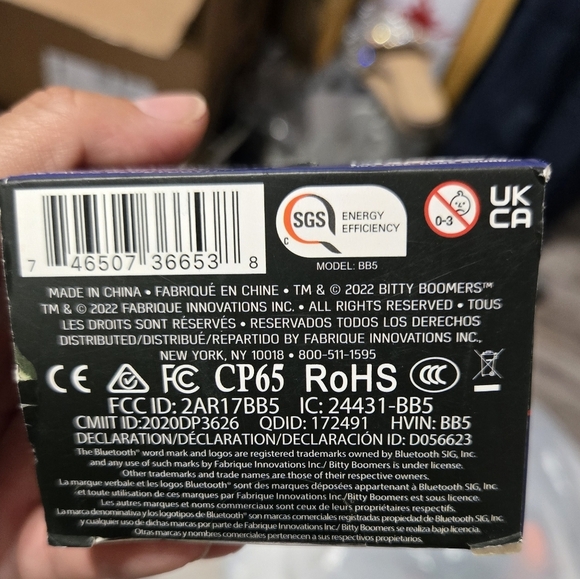 7 46507 36653 8
SGS
C
ENERGY
EFFICIENCY
0-3
UK
CA
MODEL: BB5
MADE IN CHINA • FABRIQUÉ EN CHINE • TM & © 2022 BITTY BOOMERS™
TM & © 2022 FABRIQUE INNOVATIONS INC. • ALL RIGHTS RESERVED • TOUS
LES DROITS SONT RÉSERVÉS • RESERVADOS TODOS LOS DERECHOS
DISTRIBUTED/DISTRIBUÉ/REPARTIDO BY FABRIQUE INNOVATIONS INC.,
NEW YORK, NY 10018 • 800-511-1595
CE FC CP65 RoHS CCC
FCC ID: 2AR17BB5 IC: 24431-BB5
CMIIT ID:2020DP3626 QDID: 172491 HVIN: BB5
DECLARATION/DÉCLARATION/DECLARACIÓN ID: D056623
The Bluetooth® word mark and logos are registered trademarks owned by Bluetooth SIG, Inc.
and any use of such marks by Fabrique Innovations Inc./ Bitty Boomers is under license.
Other trademarks and trade names are those of their respective owners.
La marque verbale et les logos Bluetooth® sont des marques déposées appartenant à Bluetooth SIG, Inc.
et toute utilisation de ces marques par Fabrique Innovations Inc./Bitty Boomers est sous licence.
Les autres marques et noms commerciaux sont ceux de leurs propriétaires respectifs.
La marca denominativa y los logotipos de Bluetooth® son marcas comerciales registradas propiedad de Bluetooth SIG, Inc.
y cualquier uso de dichas marcas por parte de Fabrique Innovations Inc./ Bitty Boomers se realiza bajo licencia.
Otras marcas y nombres comerciales pertenecen a sus respectivos propietarios.